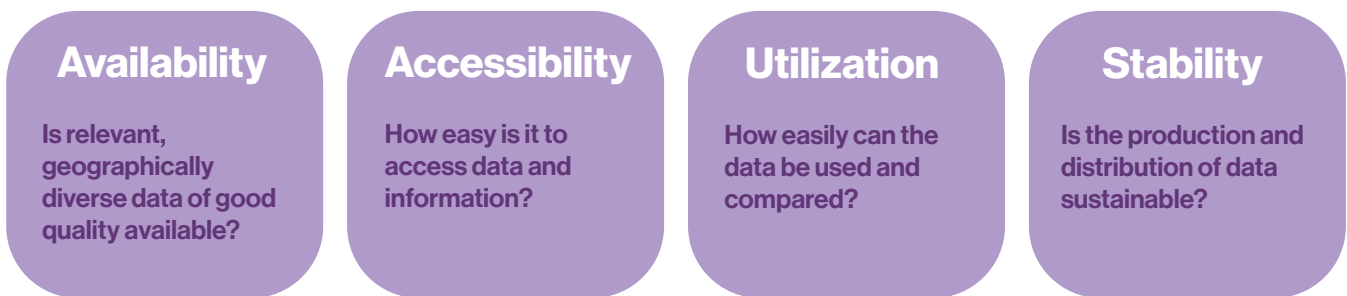 Availability
Is relevant,
geographically
diverse data of good
quality available?
Accessibility
How easy is it to
access data and
information?
Utilization
How easily can the
data be used and
compared?
Stability
Is the production and
distribution of data
sustainable?